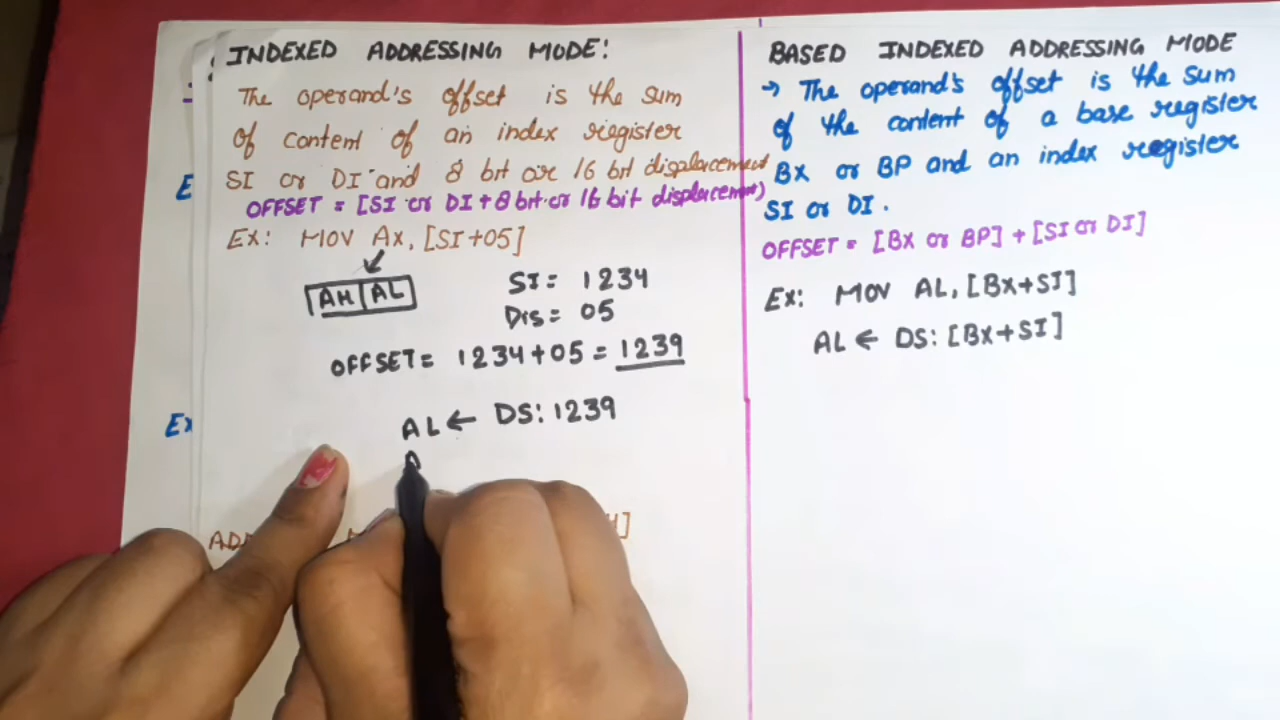 INDEXED ADDRESSING MODE:
The operand's offset is the sum
of content of an index register
SI or DI and 8 bit or 16 bit displacement
OFFSET = [SI or DI + 8 bit or 16 bit displacement)
Ex: MOV Ax, [SI+05]
AH AL
SI = 1234
Dis = 05
OFFSET = 1234 + 05 = 1239
AL ← DS: 1239
A
Ex
ADD
BASED INDEXED ADDRESSING MODE
→ The operand's offset is the sum
of the content of a base register
BX or BP and an index register
SI or DI.
OFFSET = [BX or BP] + [SI or DI]
Ex: MOV AL, [Bx+SI]
AL ← DS: [Bx+SI]